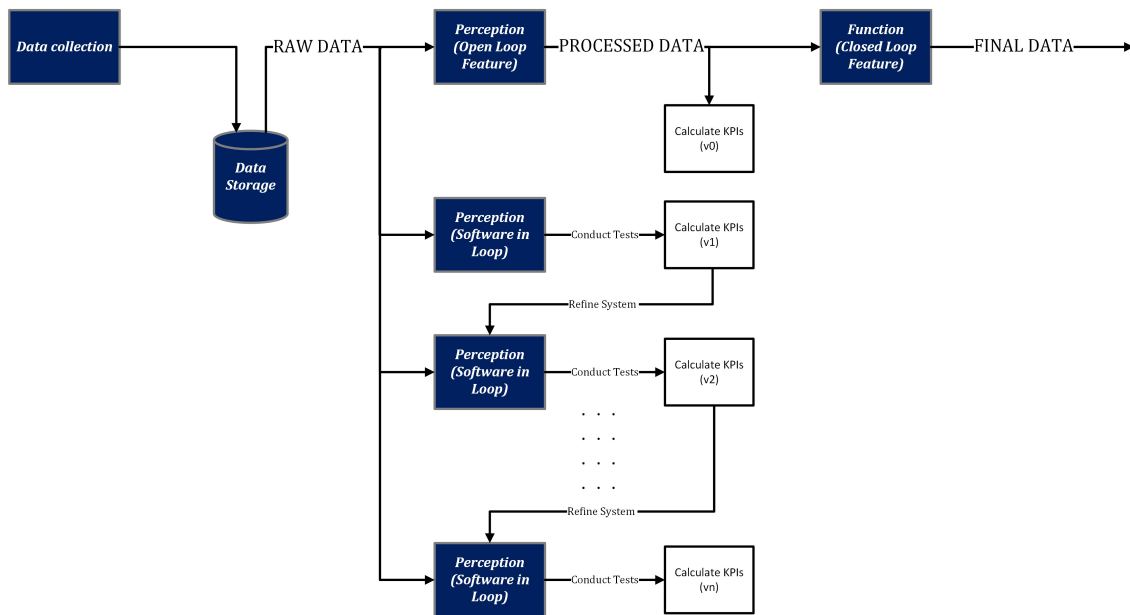 Data collection
RAW DATA
Perception
(Open Loop
Feature)
PROCESSED DATA
Function
(Closed Loop
Feature)
FINAL DATA
Calculate KPIs
(v0)
Data
Storage
Perception
(Software in
Loop)
Conduct Tests
Calculate KPIs
(v1)
Refine System
Perception
(Software in
Loop)
Conduct Tests
Calculate KPIs
(v2)
. . .
. . .
. . .
. . .
Refine System
Perception
(Software in
Loop)
Conduct Tests
Calculate KPIs
(vn)